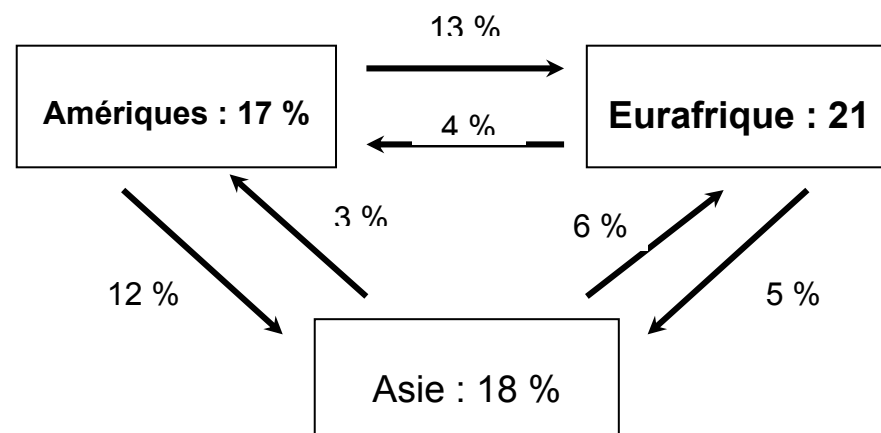 13 %
Amériques : 17 %
Eurafrique : 21
4 %
3 %
6 %
12 %
5 %
Asie : 18 %